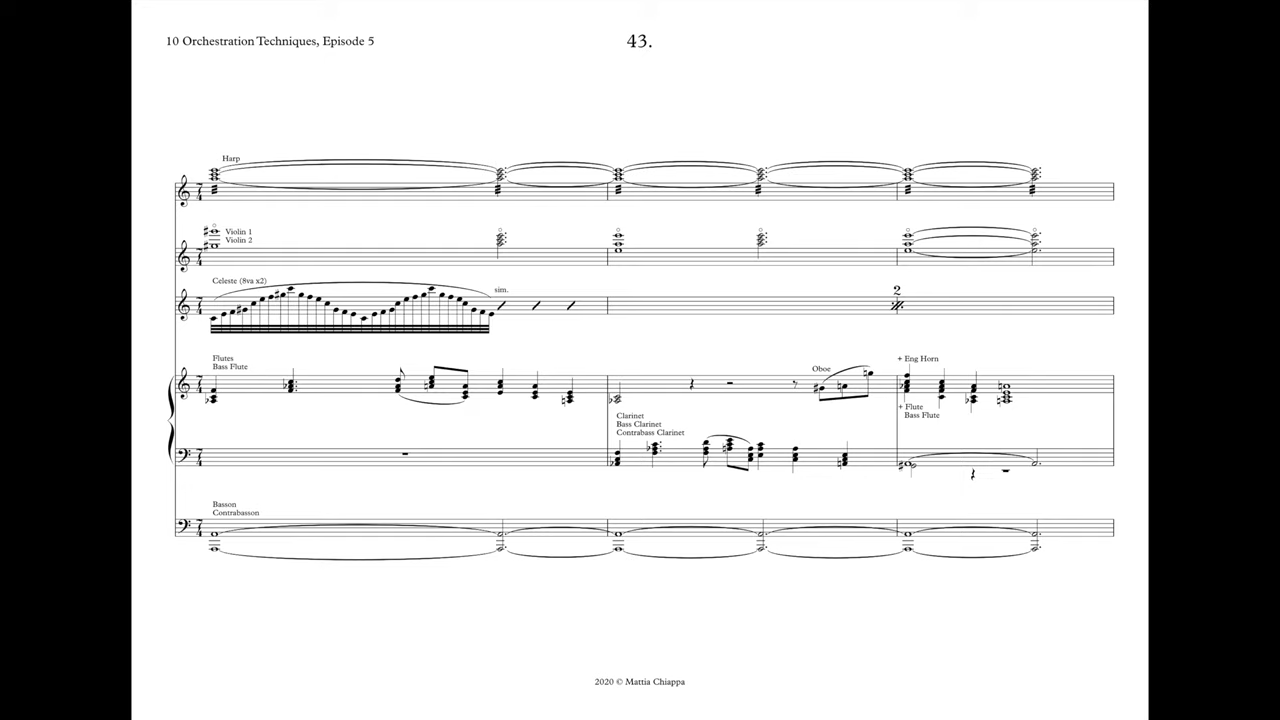 10 Orchestration Techniques, Episode 5
43.
Harp
Violin 1
Violin 2
Celeste (8va x2)
sim.
2
Flutes
Bass Flute
Oboe
+ Eng Horn
+ Flute
Bass Flute
Clarinet
Bass Clarinet
Contrabass Clarinet
Basson
Contrabasson
2020 © Mattia Chiappa